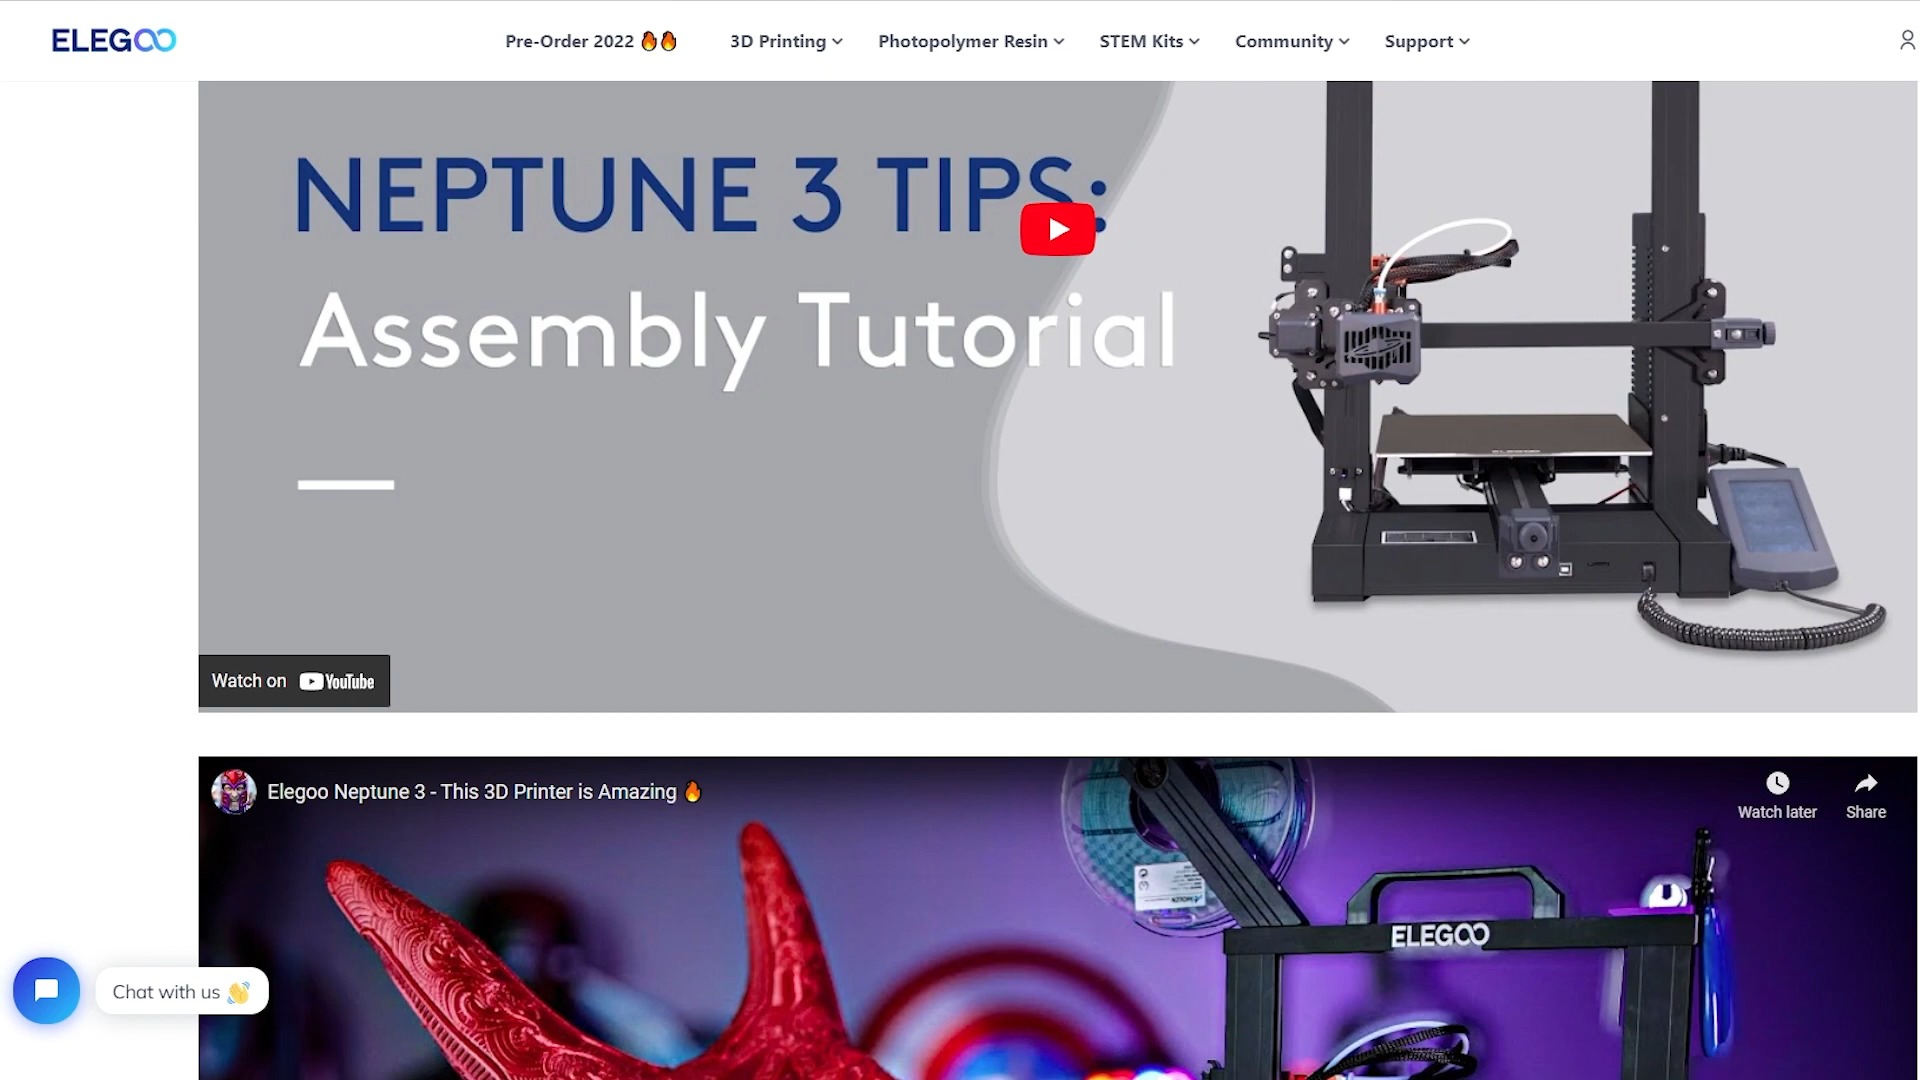 ELEGOO
Pre-Order 2022 🔥🔥
3D Printing
Photopolymer Resin
STEM Kits
Community
Support
NEPTUNE 3 TIPS:
Assembly Tutorial
Watch on YouTube
Elegoo Neptune 3 - This 3D Printer is Amazing 🔥
Watch later
Share
ELEGOO
Chat with us 👋